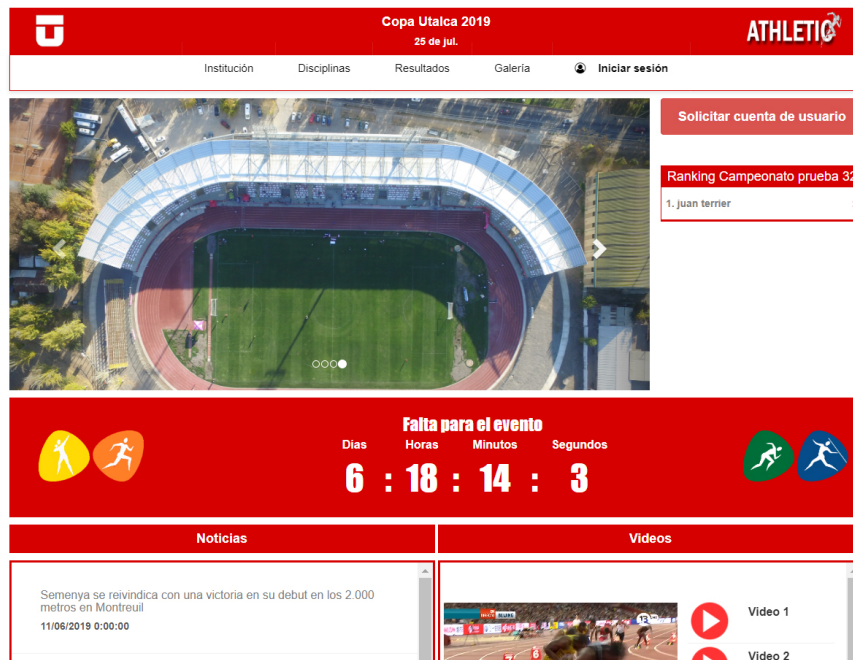 Copa Utalca 2019
25 de jul.
ATHLETIC
Institución Disciplinas Resultados Galería Iniciar sesión
Solicitar cuenta de usuario
Ranking Campeonato prueba 32
1. juan terrier
Falta para el evento
Dias Horas Minutos Segundos
6 : 18 : 14 : 3
Noticias
Videos
Semenya se reivindica con una victoria en su debut en los 2.000
metros en Montreuil
11/06/2019 0:00:00
Video 1
Video 2